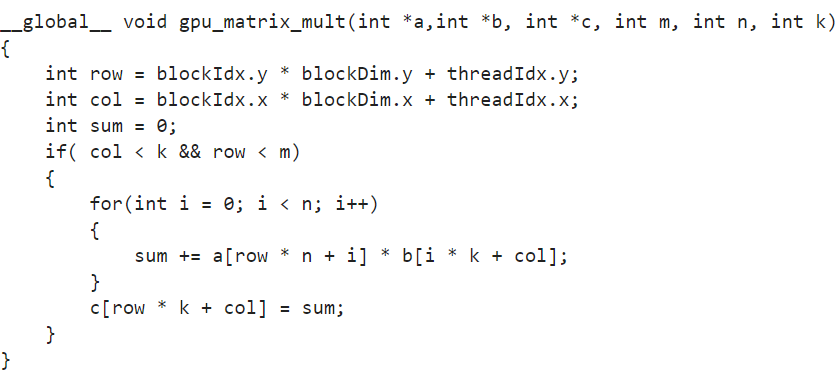 __global__ void gpu_matrix_mult(int *a,int *b, int *c, int m, int n, int k)
{
    int row = blockIdx.y * blockDim.y + threadIdx.y;
    int col = blockIdx.x * blockDim.x + threadIdx.x;
    int sum = 0;
    if( col < k && row < m)
    {
        for(int i = 0; i < n; i++)
        {
            sum += a[row * n + i] * b[i * k + col];
        }
        c[row * k + col] = sum;
    }
}